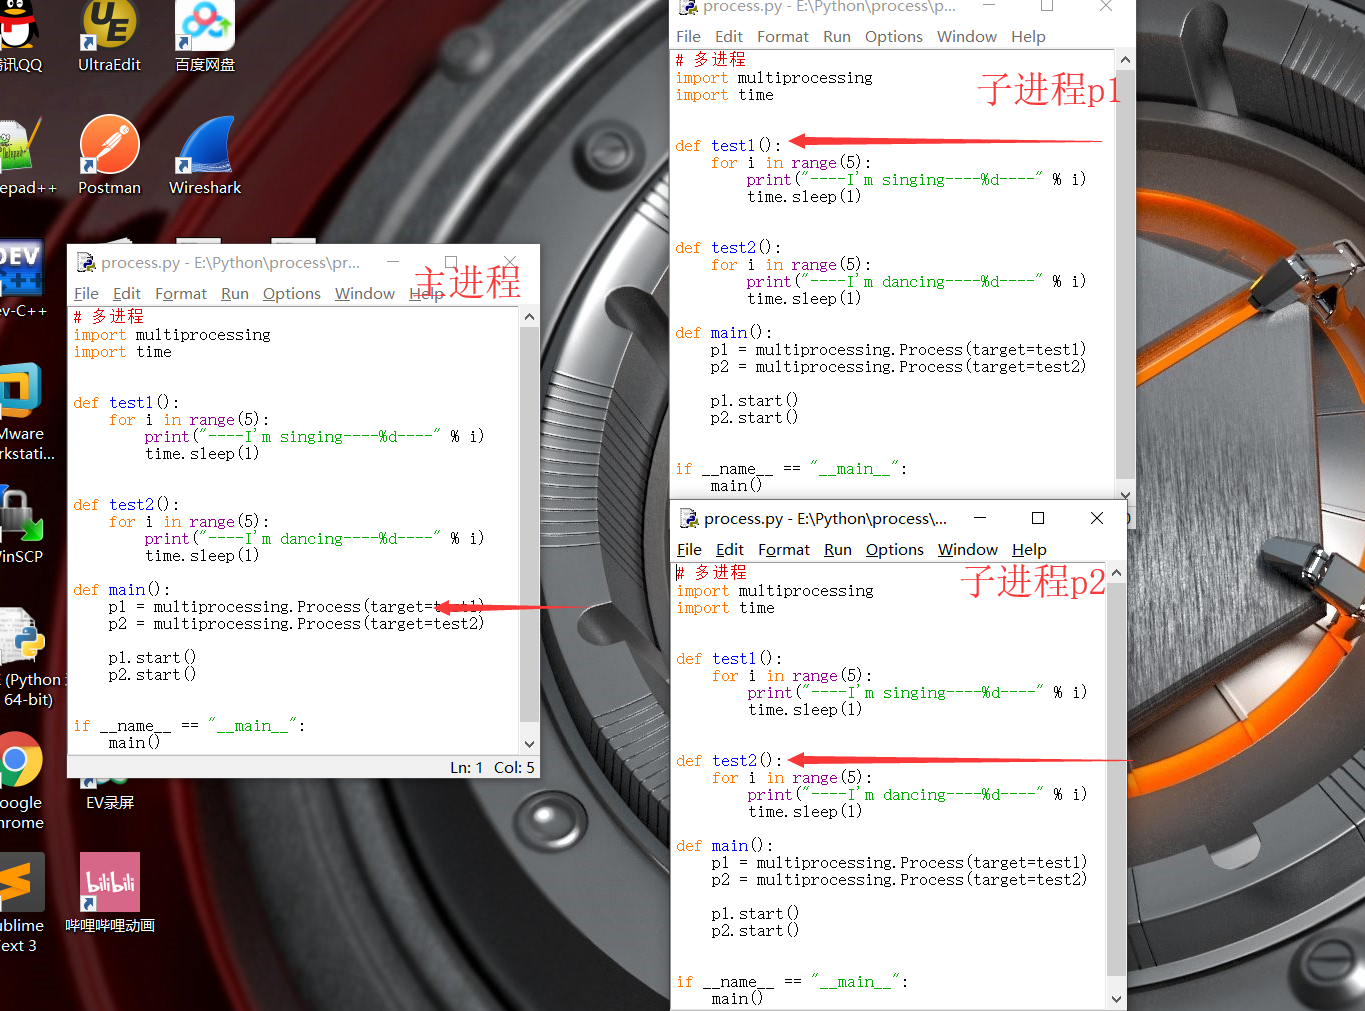 腾讯QQ
UltraEdit
百度网盘
epad++
Postman
Wireshark
DEV
C++
ev-C++
Mware
rkstati...
inSCP
(Python
64-bit)
oogle
hrome
EV录屏
ublime
ext 3
bilibili
哔哩哔哩动画
process.py - E:\Python\process\pr...
主进程
File Edit Format Run Options Window Help
# 多进程
import multiprocessing
import time
def test1():
for i in range(5):
print("----I'm singing----%d----" % i)
time.sleep(1)
def test2():
for i in range(5):
print("----I'm dancing----%d----" % i)
time.sleep(1)
def main():
p1 = multiprocessing.Process(target=test1)
p2 = multiprocessing.Process(target=test2)
p1.start()
p2.start()
if __name__ == "__main__":
main()
Ln: 1 Col: 5
process.py - E:\Python\process\p...
File Edit Format Run Options Window Help
# 多进程
子进程p1
import multiprocessing
import time
def test1():
for i in range(5):
print("----I'm singing----%d----" % i)
time.sleep(1)
def test2():
for i in range(5):
print("----I'm dancing----%d----" % i)
time.sleep(1)
def main():
p1 = multiprocessing.Process(target=test1)
p2 = multiprocessing.Process(target=test2)
p1.start()
p2.start()
if __name__ == "__main__":
main()
process.py - E:\Python\process\...
File Edit Format Run Options Window Help
# 多进程
子进程p2
import multiprocessing
import time
def test1():
for i in range(5):
print("----I'm singing----%d----" % i)
time.sleep(1)
def test2():
for i in range(5):
print("----I'm dancing----%d----" % i)
time.sleep(1)
def main():
p1 = multiprocessing.Process(target=test1)
p2 = multiprocessing.Process(target=test2)
p1.start()
p2.start()
if __name__ == "__main__":
main()